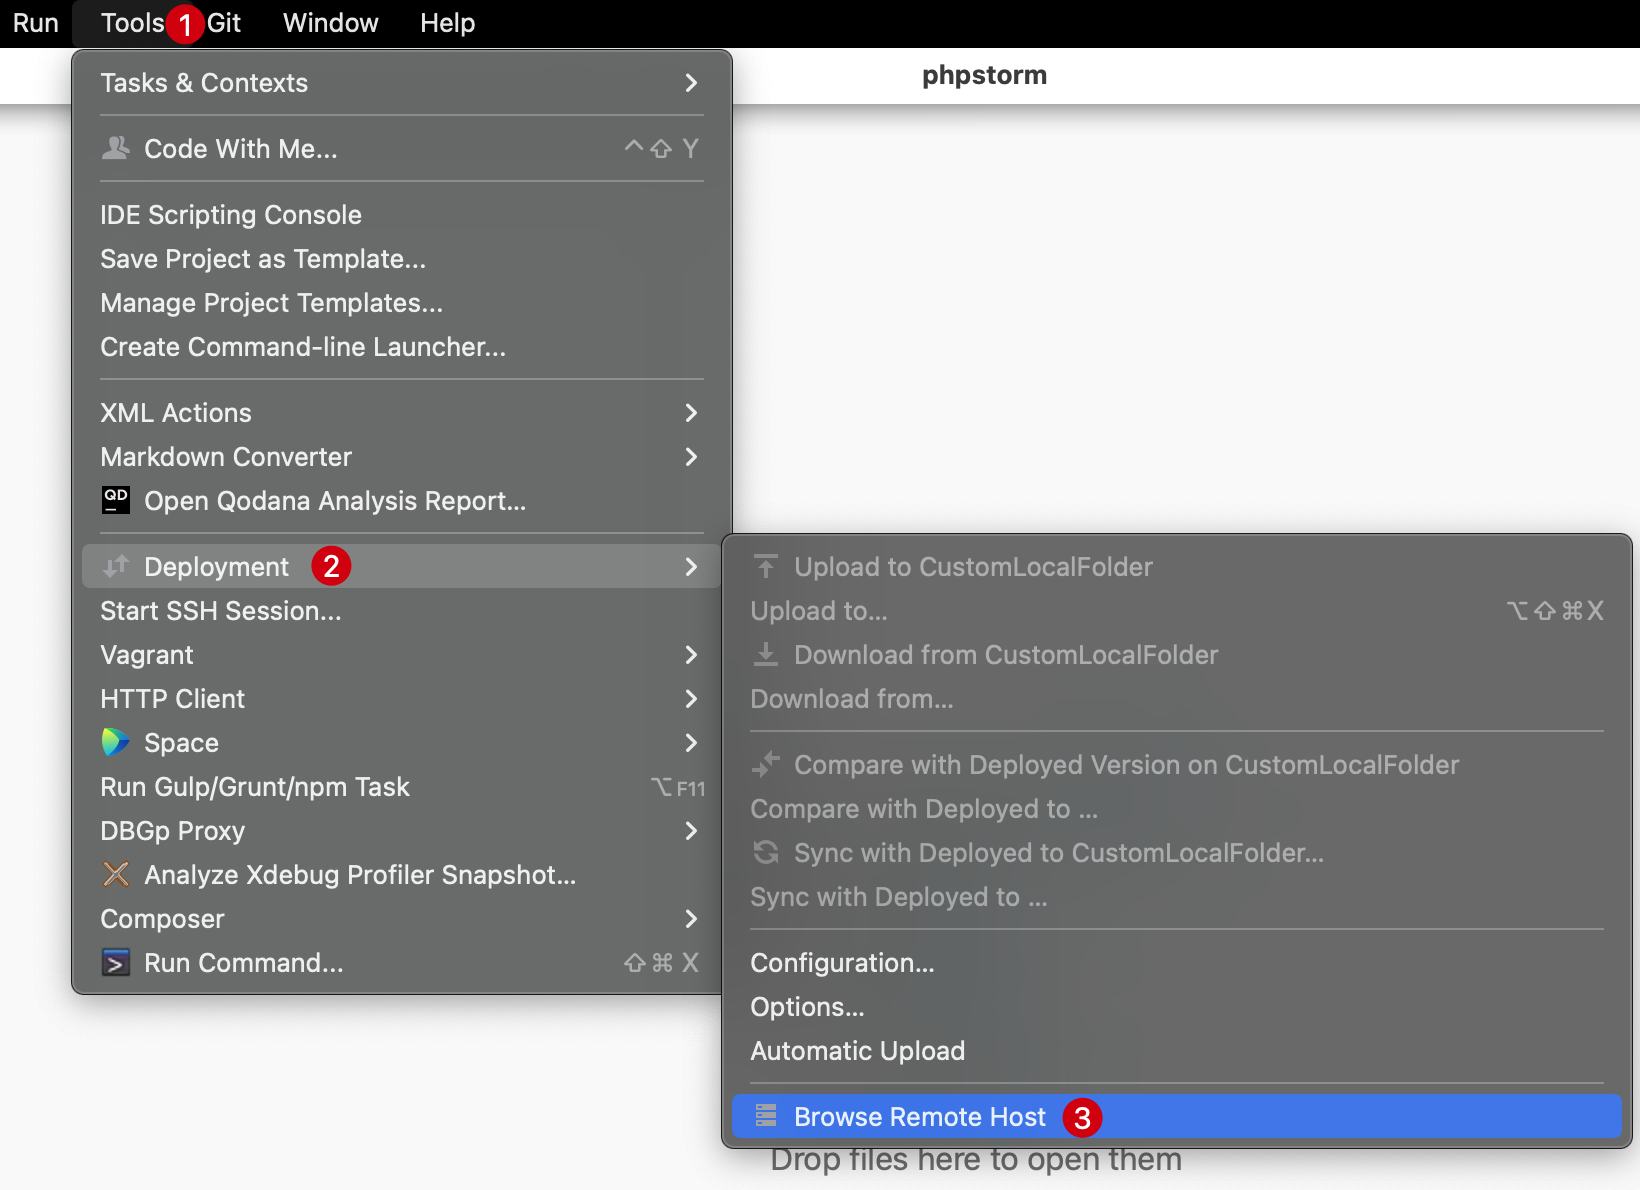 Run Tools 1 Git Window Help
phpstorm
Tasks & Contexts
Code With Me... ^⇧ Y
IDE Scripting Console
Save Project as Template...
Manage Project Templates...
Create Command-line Launcher...
XML Actions
Markdown Converter
QD Open Qodana Analysis Report...
Deployment 2
Start SSH Session...
Vagrant
HTTP Client
Space
Run Gulp/Grunt/npm Task ⌥F11
DBGp Proxy
Analyze Xdebug Profiler Snapshot...
Composer
Run Command... ⇧⌘ X
Upload to CustomLocalFolder
Upload to... ⌥⇧⌘X
Download from CustomLocalFolder
Download from...
Compare with Deployed Version on CustomLocalFolder
Compare with Deployed to ...
Sync with Deployed to CustomLocalFolder...
Sync with Deployed to ...
Configuration...
Options...
Automatic Upload
Browse Remote Host 3
Drop files here to open them